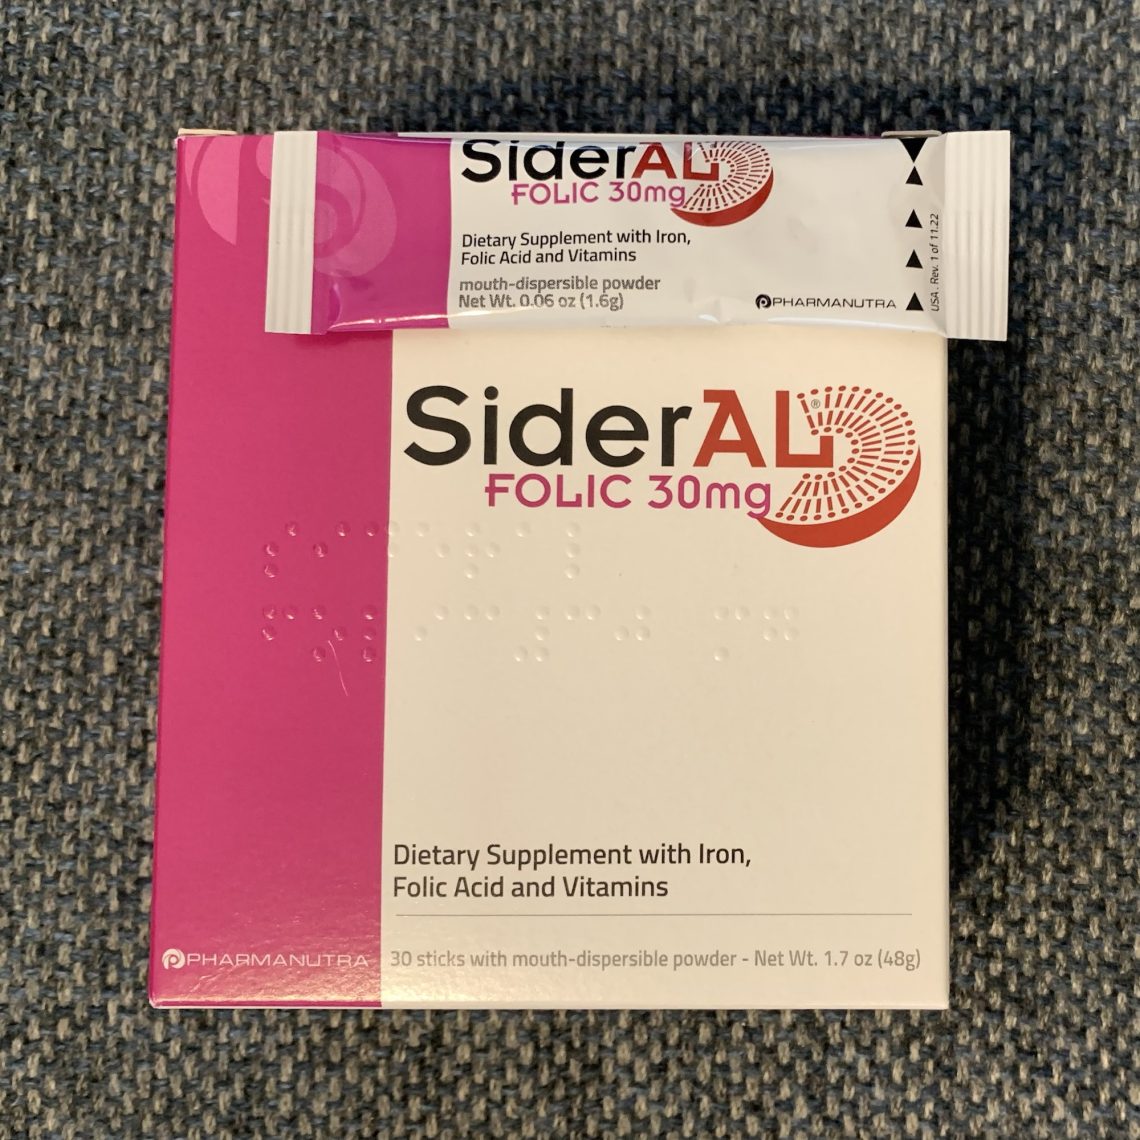 SiderAL
FOLIC 30mg
Dietary Supplement with Iron,
Folic Acid and Vitamins
mouth-dispersible powder
Net Wt. 0.06 oz (1.6g)
PHARMANUTRA
USA . Rev. 1 of 11.22
SiderAL®
FOLIC 30mg
Dietary Supplement with Iron,
Folic Acid and Vitamins
PHARMANUTRA
30 sticks with mouth-dispersible powder - Net Wt. 1.7 oz (48g)